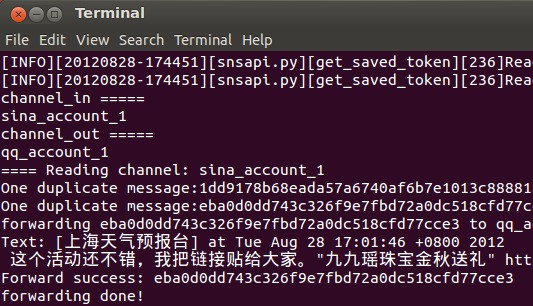 Terminal
File Edit View Search Terminal Help
[INFO][20120828-174451][snsapi.py][get_saved_token][236]Rea
[INFO][20120828-174451][snsapi.py][get_saved_token][236]Rea
channel_in =====
sina_account_1
channel_out =====
qq_account_1
==== Reading channel: sina_account_1
One duplicate message:1dd9178b68eada57a6740af6b7e1013c88881
One duplicate message:eba0d0dd743c326f9e7fbd72a0dc518cfd77c
forwarding eba0d0dd743c326f9e7fbd72a0dc518cfd77cce3 to qq_a
Text: [上海天气预报台] at Tue Aug 28 17:01:46 +0800 2012
这个活动还不错，我把链接贴给大家。"九九瑶珠宝金秋送礼" htt
Forward success: eba0d0dd743c326f9e7fbd72a0dc518cfd77cce3
forwarding done!